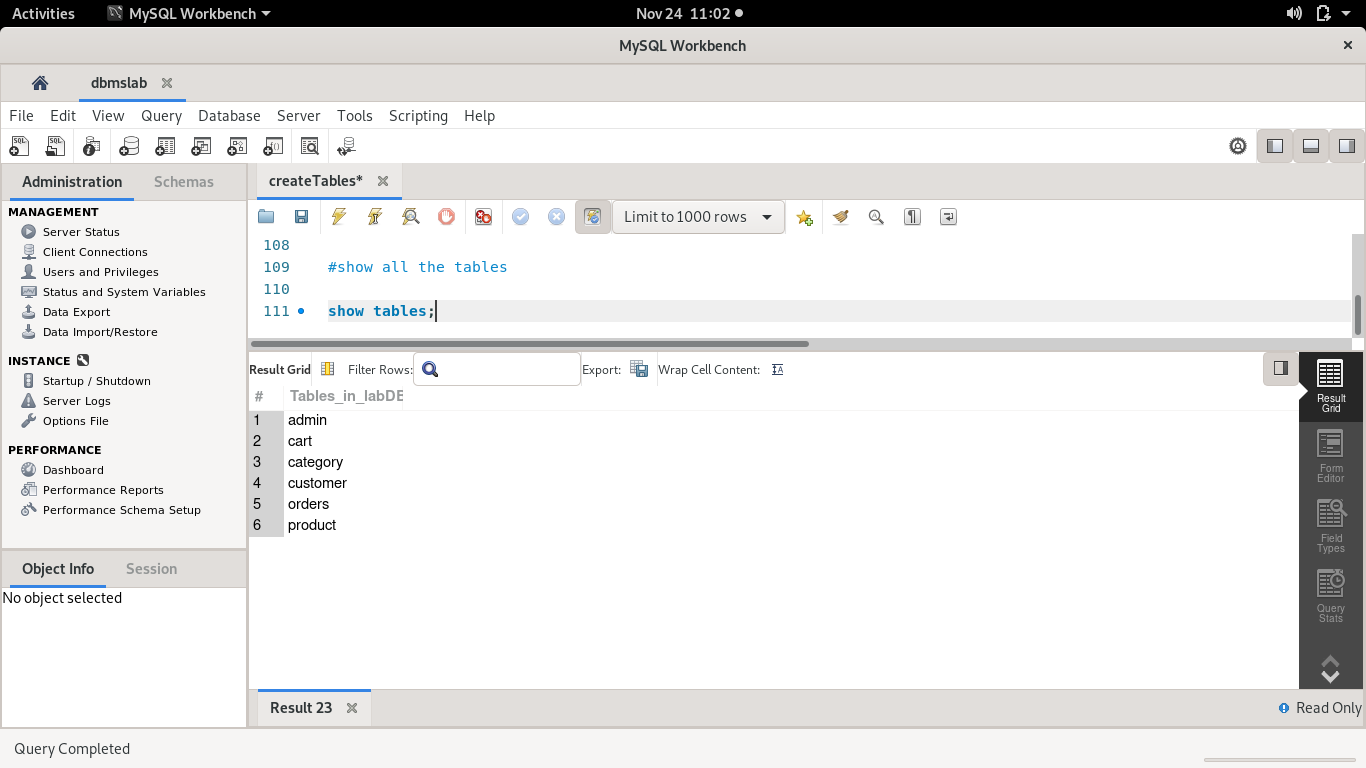 Activities MySQL Workbench Nov 24 11:02
MySQL Workbench
dbmslab
File Edit View Query Database Server Tools Scripting Help
Administration Schemas
MANAGEMENT
Server Status
Client Connections
Users and Privileges
Status and System Variables
Data Export
Data Import/Restore
INSTANCE
Startup / Shutdown
Server Logs
Options File
PERFORMANCE
Dashboard
Performance Reports
Performance Schema Setup
Object Info Session
No object selected
createTables*
Limit to 1000 rows
108
109 #show all the tables
110
111 show tables;
Result Grid Filter Rows: Export: Wrap Cell Content:
# Tables_in_labDE
1 admin
2 cart
3 category
4 customer
5 orders
6 product
Result
Grid
Form
Editor
Field
Types
Query
Stats
Result 23 Read Only
Query Completed